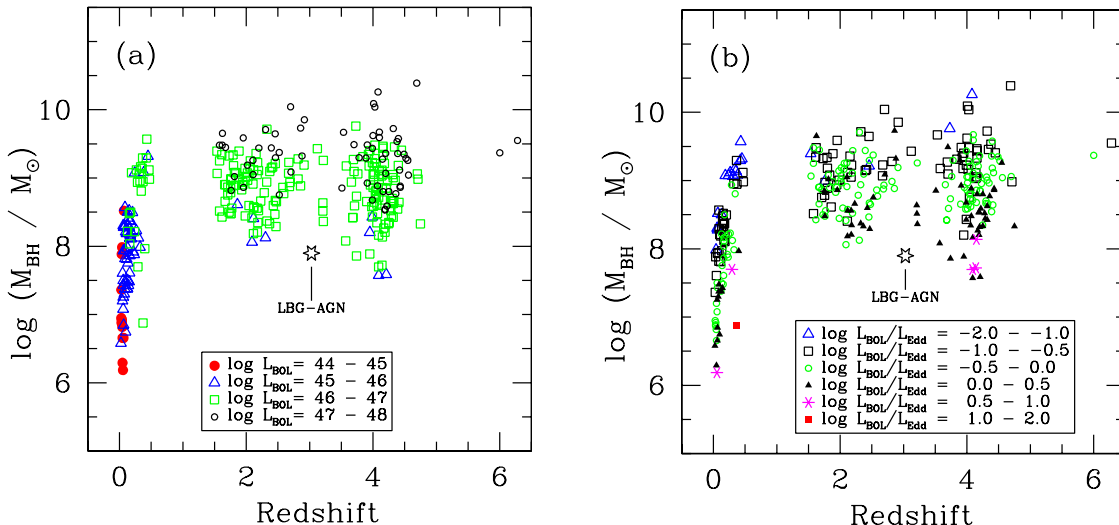 (a)
11
10
9
8
7
6
log (M_BH / M_⊙)
LBG-AGN
log L_BOL = 44 - 45
log L_BOL = 45 - 46
log L_BOL = 46 - 47
log L_BOL = 47 - 48
0 2 4 6
Redshift
(b)
10
8
6
log (M_BH / M_⊙)
LBG-AGN
log L_BOL/L_Edd = -2.0 - -1.0
log L_BOL/L_Edd = -1.0 - -0.5
log L_BOL/L_Edd = -0.5 - 0.0
log L_BOL/L_Edd = 0.0 - 0.5
log L_BOL/L_Edd = 0.5 - 1.0
log L_BOL/L_Edd = 1.0 - 2.0
0 2 4 6
Redshift